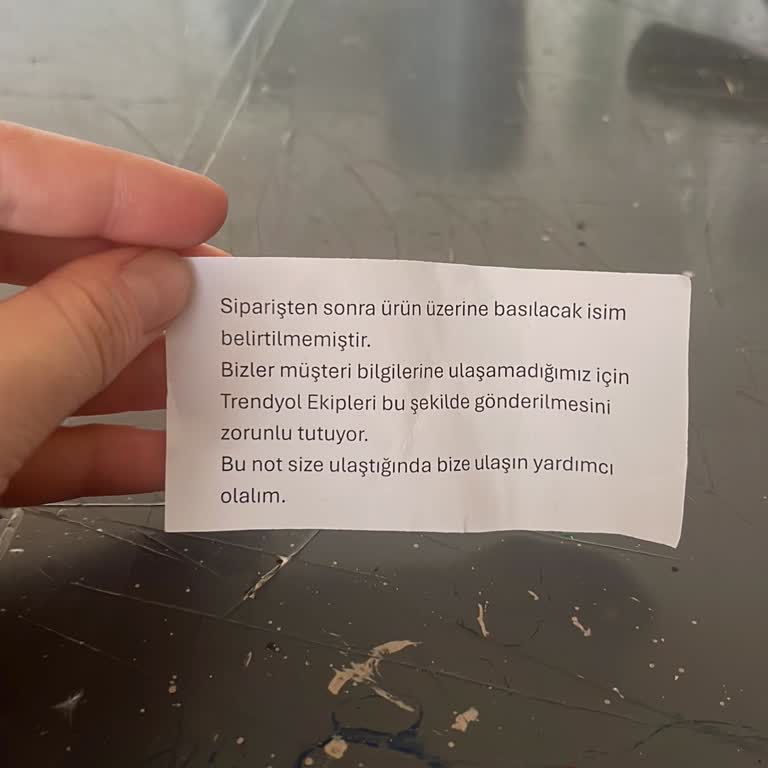 Siparişten sonra ürün üzerine basılacak isim
belirtilmemiştir.
Bizler müşteri bilgilerine ulaşamadığımız için
Trendyol Ekipleri bu şekilde gönderilmesini
zorunlu tutuyor.
Bu not size ulaştığında bize ulaşın yardımcı
olalım.